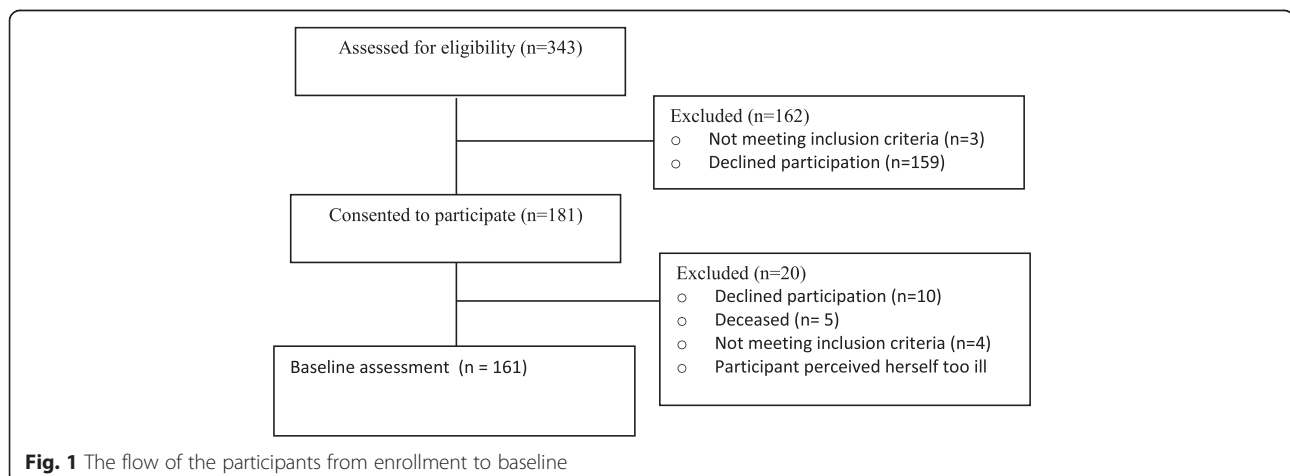 Assessed for eligibility (n=343)
Excluded (n=162)
o Not meeting inclusion criteria (n=3)
o Declined participation (n=159)
Consented to participate (n=181)
Excluded (n=20)
o Declined participation (n=10)
o Deceased (n= 5)
o Not meeting inclusion criteria (n=4)
o Participant perceived herself too ill
Baseline assessment (n = 161)
Fig. 1 The flow of the participants from enrollment to baseline